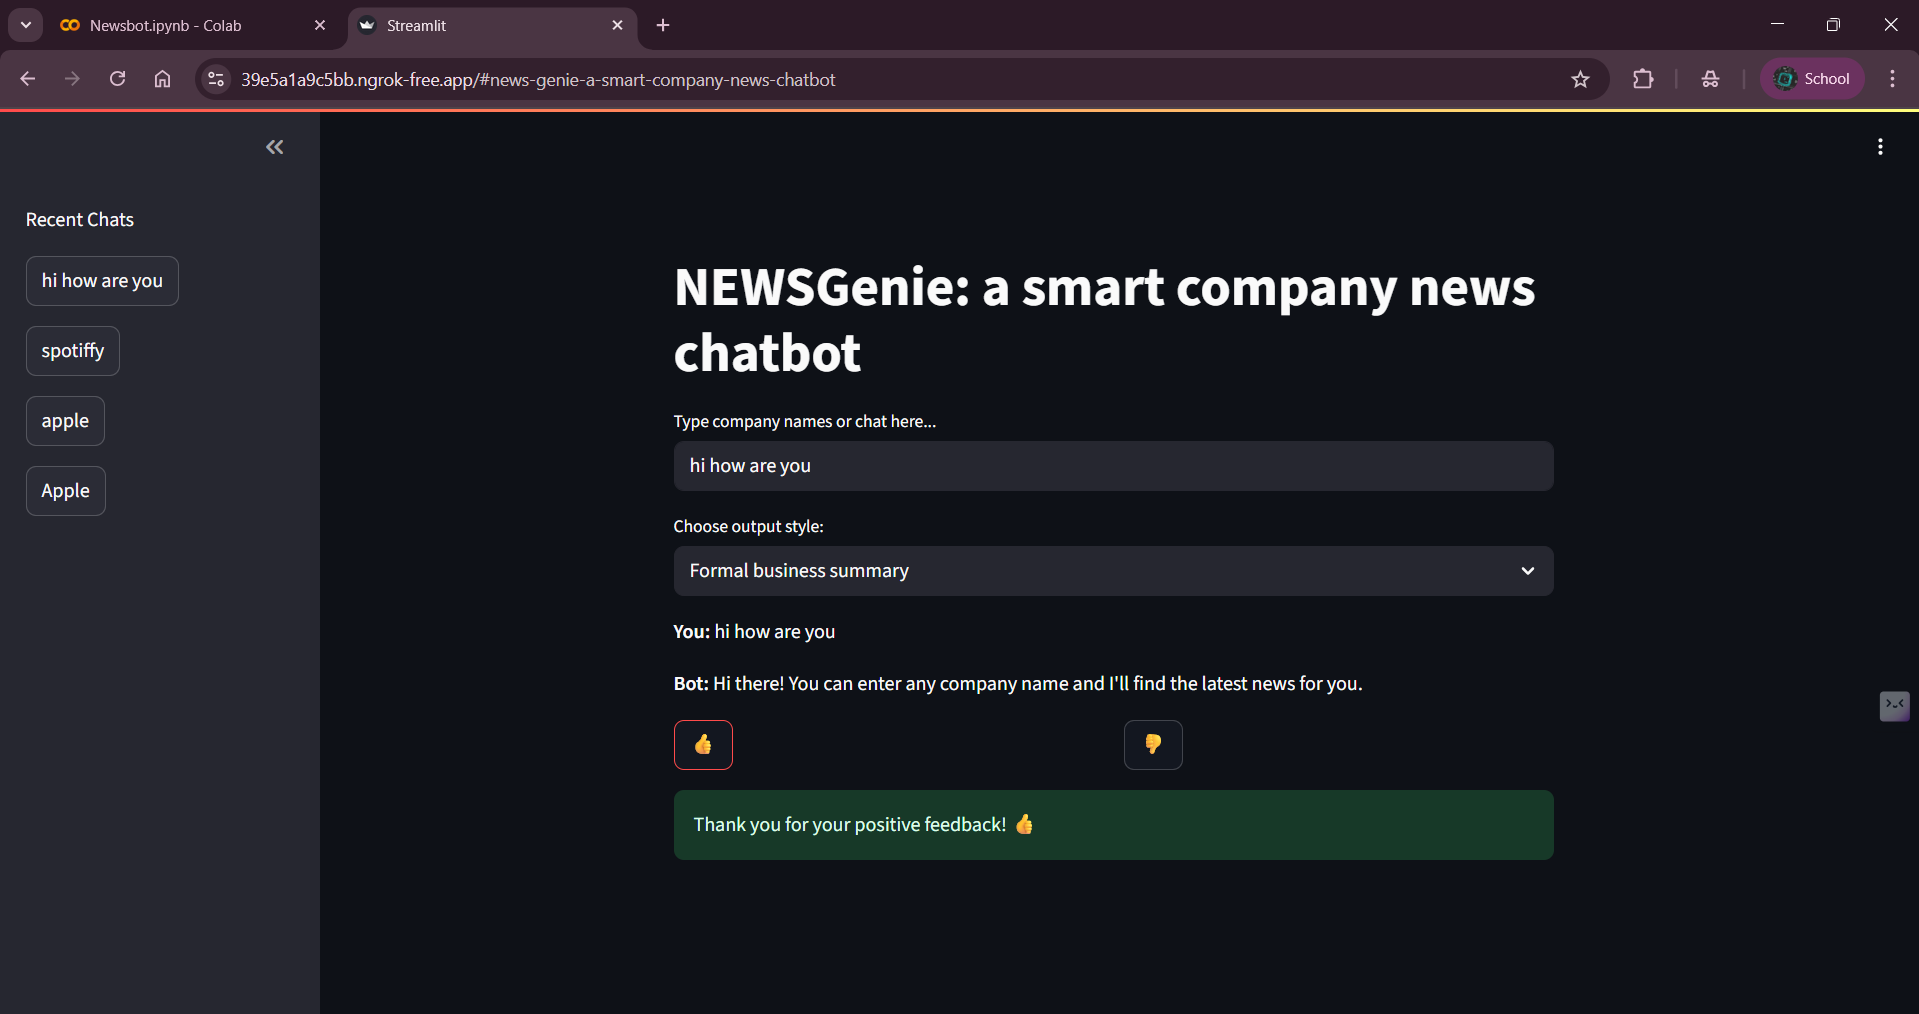 Newsbot.ipynb - Colab
Streamlit
39e5a1a9c5bb.ngrok-free.app/#news-genie-a-smart-company-news-chatbot
School
Recent Chats
hi how are you
spotiffy
apple
Apple
NEWSGenie: a smart company news
chatbot
Type company names or chat here...
hi how are you
Choose output style:
Formal business summary
You: hi how are you
Bot: Hi there! You can enter any company name and I'll find the latest news for you.
👍
👎
Thank you for your positive feedback! 👍